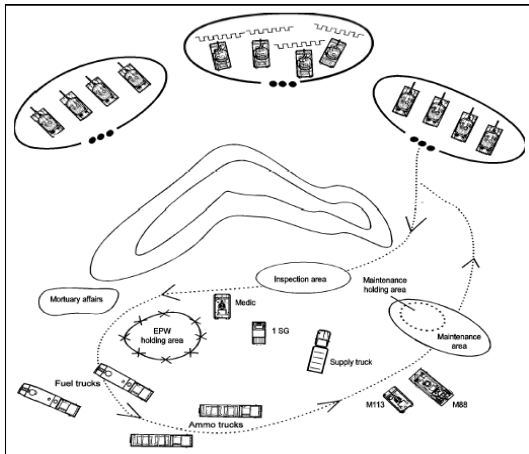 Inspection area
Maintenance
holding area
Mortuary affairs
Medic
EPW
holding area
1 SG
Maintenance
area
Supply truck
Fuel trucks
M113
M88
Ammo trucks